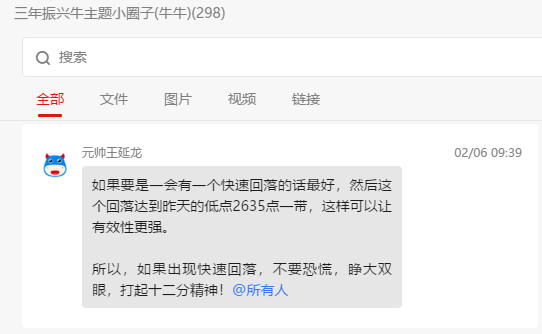 三年振兴牛主题小圈子(牛牛)(298)
搜索
全部 文件 图片 视频 链接
元帅王延龙 02/06 09:39
如果要是一会有一个快速回落的话最好，然后这
个回落达到昨天的低点2635点一带，这样可以让
有效性更强。
所以，如果出现快速回落，不要恐慌，睁大双
眼，打起十二分精神！@所有人